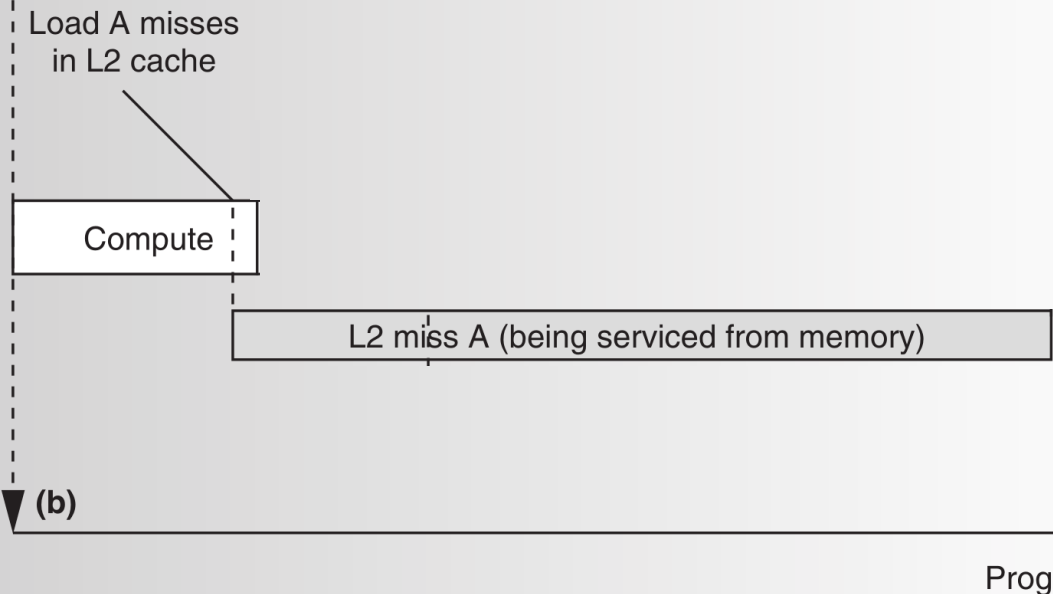 Load A misses
in L2 cache
Compute
L2 miss A (being serviced from memory)
(b)
Prog